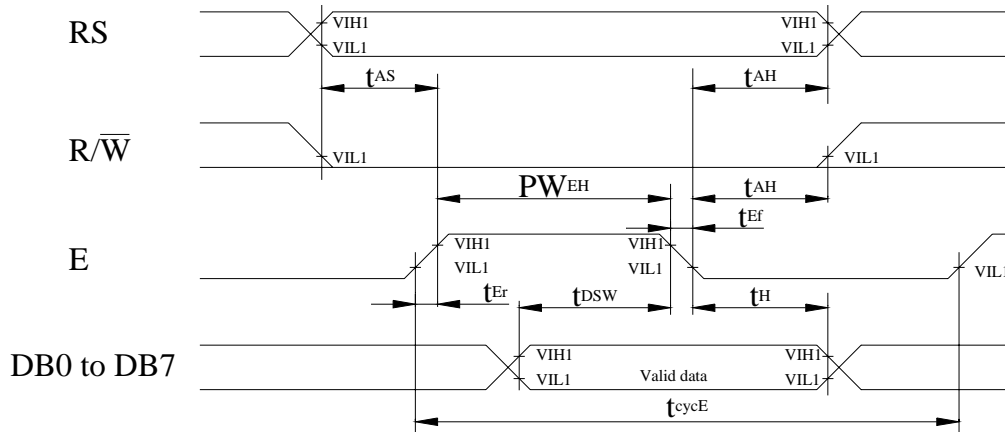 RS
VIH1
VIH1
VIL1
VIL1
tAS
tAH
R/W̅
VIL1
VIL1
PWEH
tAH
tEf
E
VIH1
VIH1
VIL1
VIL1
VIL1
tEr
tDSW
tH
DB0 to DB7
VIH1
VIH1
VIL1
Valid data
VIL1
tcycE